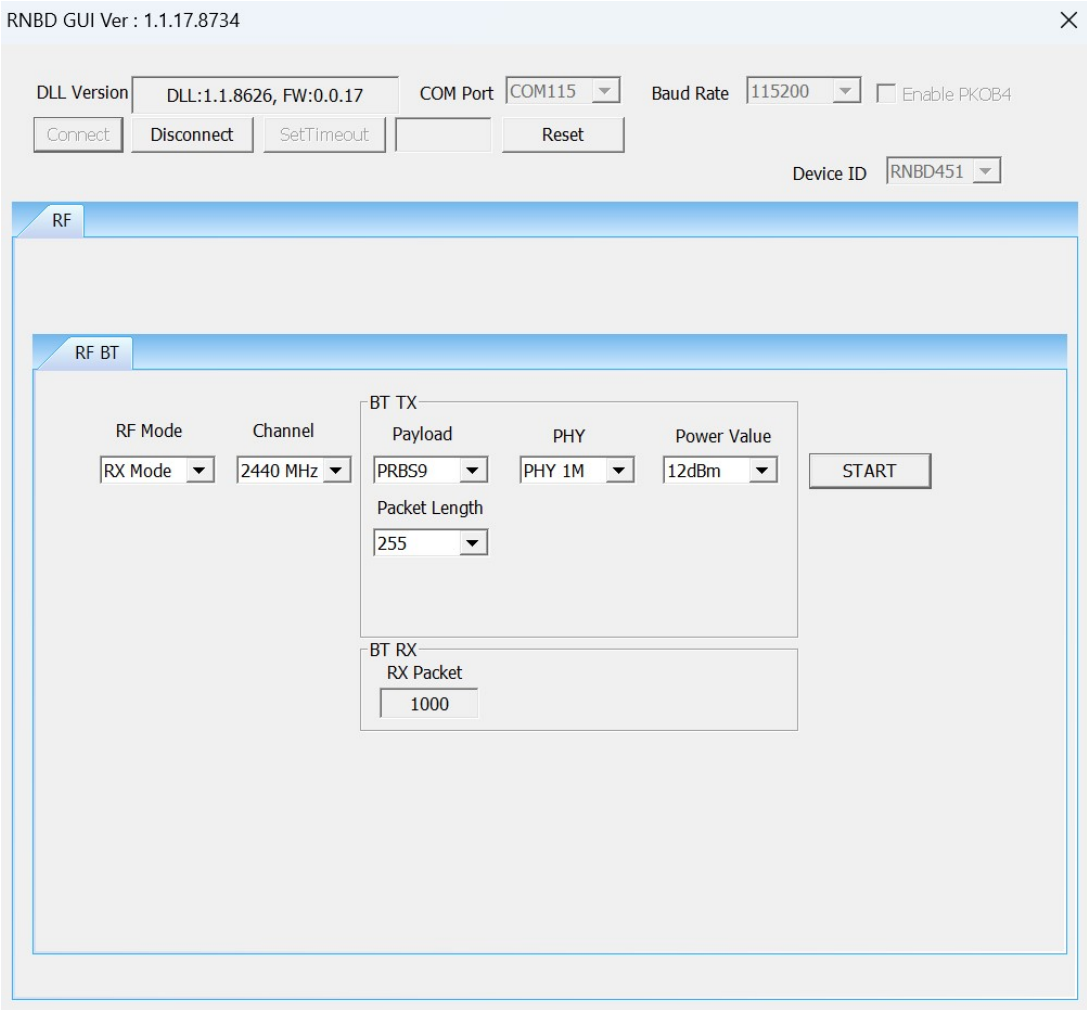 RNBD GUI Ver : 1.1.17.8734
DLL Version DLL:1.1.8626, FW:0.0.17 COM Port COM115 Baud Rate 115200 Enable PKOB4
Connect Disconnect SetTimeout Reset
Device ID RNBD451
RF
RF BT
BT TX
RF Mode Channel Payload PHY Power Value
RX Mode 2440 MHz PRBS9 PHY 1M 12dBm START
Packet Length
255
BT RX
RX Packet
1000